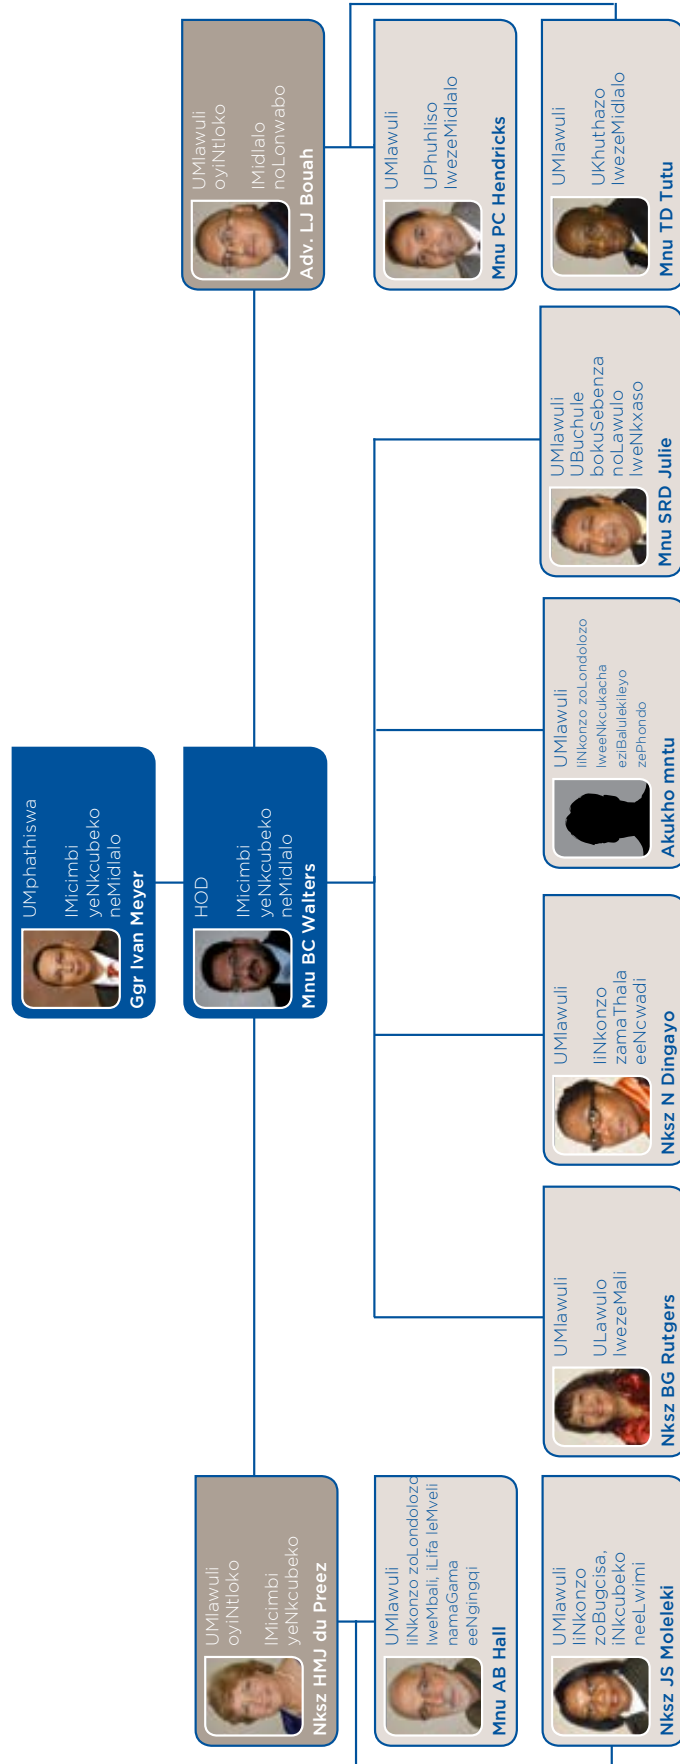 UMphathiswa
IMicimbi
yeNkcubeko
neMidlalo
Ggr Ivan Meyer
HOD
IMicimbi
yeNkcubeko
neMidlalo
Mnu BC Walters
UMlawuli
oyiNtloko
IMicimbi
yeNkcubeko
Nksz HMJ du Preez
UMlawuli
oyiNtloko
IMidlalo
noLonwabo
Adv. LJ Bouah
UMlawuli
IiNkonzo zoLondolozo
lweMbali, iLifa leMveli
namaGama
eeNgingqi
Mnu AB Hall
UMlawuli
UPhuhliso
lwezeMidlalo
Mnu PC Hendricks
UMlawuli
IiNkonzo
zoBugcisa,
iNkcubeko
neeLwimi
Nksz JS Moleleki
UMlawuli
ULawulo
lwezeMali
Nksz BG Rutgers
UMlawuli
IiNkonzo
zamaThala
eeNcwadi
Nksz N Dingayo
UMlawuli
IiNkonzo zoLondolozo
lweeNkcukacha
eziBalulekileyo
zePhondo
Akukho mntu
UMlawuli
UBuchule
bokuSebenza
noLawulo
lweNkxaso
Mnu SRD Julie
UMlawuli
UKhuthazo
lwezeMidlalo
Mnu TD Tutu